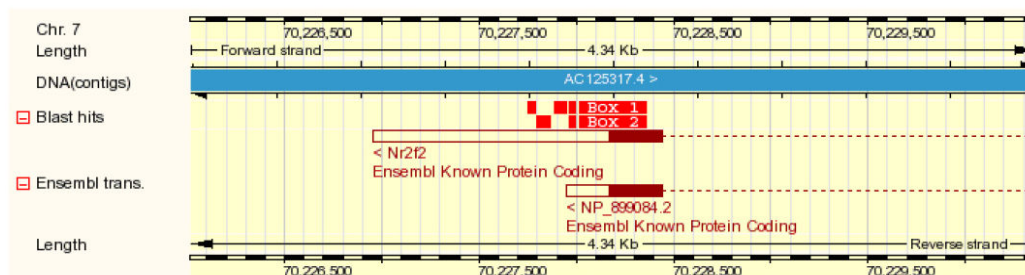 Chr. 7
70,226,500 70,227,500 70,228,500 70,229,500
Length Forward strand 4.34 Kb
DNA(contigs) AC125317.4 >
Blast hits Box 1
Box 2
< Nr2f2
Ensembl Known Protein Coding
Ensembl trans.
< NP_899084.2
Ensembl Known Protein Coding
Length 4.34 Kb Reverse strand
70,226,500 70,227,500 70,228,500 70,229,500